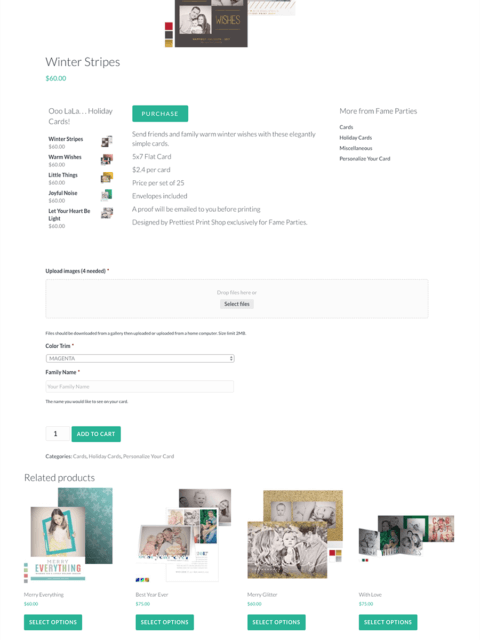 WISHES
Winter Stripes
$60.00
Ooo LaLa. . . Holiday
Cards!
Winter Stripes
$60.00
Warm Wishes
$60.00
Little Things
$60.00
Joyful Noise
$60.00
Let Your Heart Be
Light
$60.00
PURCHASE
Send friends and family warm winter wishes with these elegantly
simple cards.
5x7 Flat Card
$2.4 per card
Price per set of 25
Envelopes included
A proof will be emailed to you before printing
Designed by Prettiest Print Shop exclusively for Fame Parties.
More from Fame Parties
Cards
Holiday Cards
Miscellaneous
Personalize Your Card
Upload images (4 needed) *
Drop files here or
Select files
Files should be downloaded from a gallery then uploaded or uploaded from a home computer. Size limit 2MB.
Color Trim *
MAGENTA
Family Name *
Your Family Name
The name you would like to see on your card.
1
ADD TO CART
Categories: Cards, Holiday Cards, Personalize Your Card
Related products
MERRY
EVERYTHING
Merry Everything
$60.00
SELECT OPTIONS
Best Year Ever
$75.00
SELECT OPTIONS
Merry Glitter
$60.00
SELECT OPTIONS
With Love
$75.00
SELECT OPTIONS